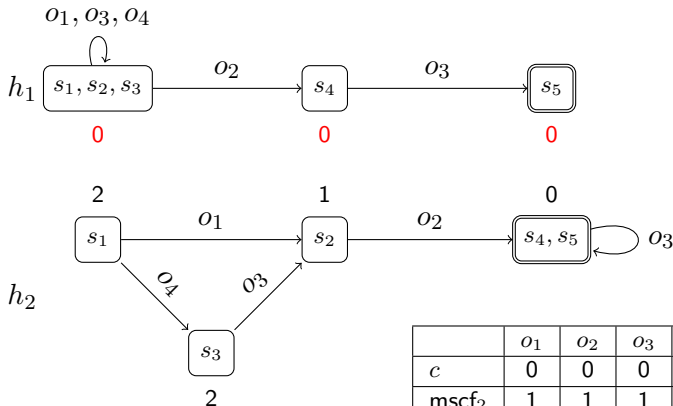 o₁, o₃, o₄
h₁ s₁, s₂, s₃ o₂ s₄ o₃ s₅
0 0 0
2 1 0
s₁ o₁ s₂ o₂ s₄, s₅ o₃
o₄ o₃
h₂
s₃
2
o₁ o₂ o₃
c 0 0 0
mscf₂ 1 1 1